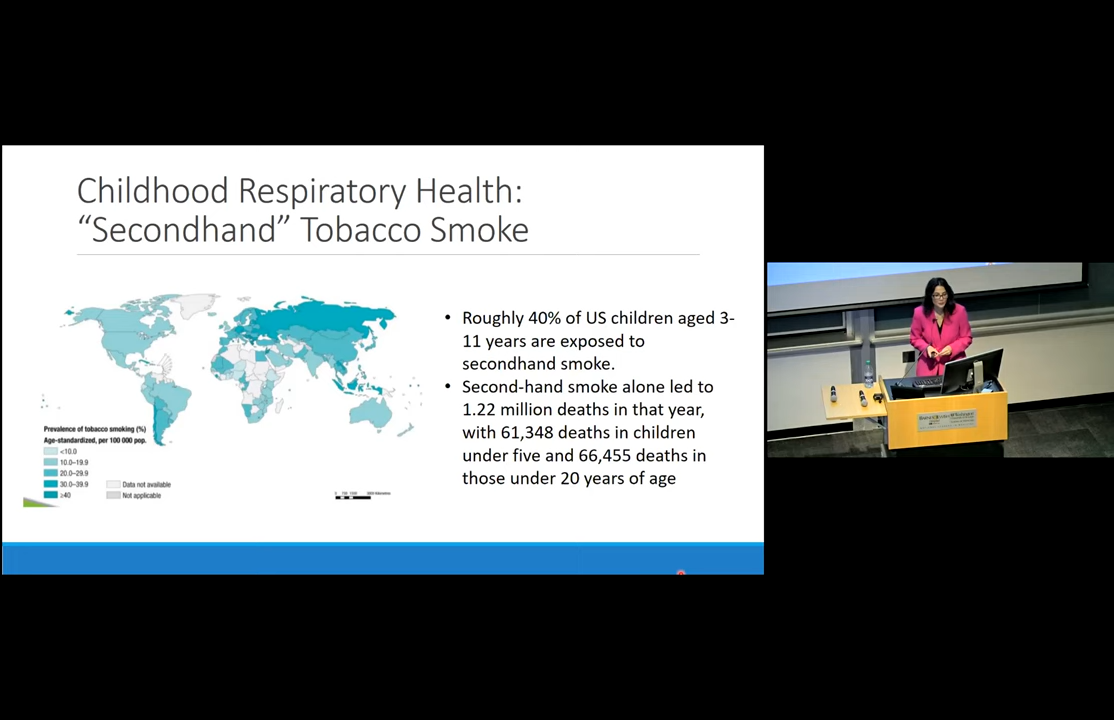 Childhood Respiratory Health:
“Secondhand” Tobacco Smoke
Prevalence of tobacco smoking (%)
Age-standardized, per 100 000 pop.
<10.0
10.0–19.9
20.0–29.9
30.0–39.9
≥40
Data not available
Not applicable
• Roughly 40% of US children aged 3-
11 years are exposed to
secondhand smoke.
• Second-hand smoke alone led to
1.22 million deaths in that year,
with 61,348 deaths in children
under five and 66,455 deaths in
those under 20 years of age